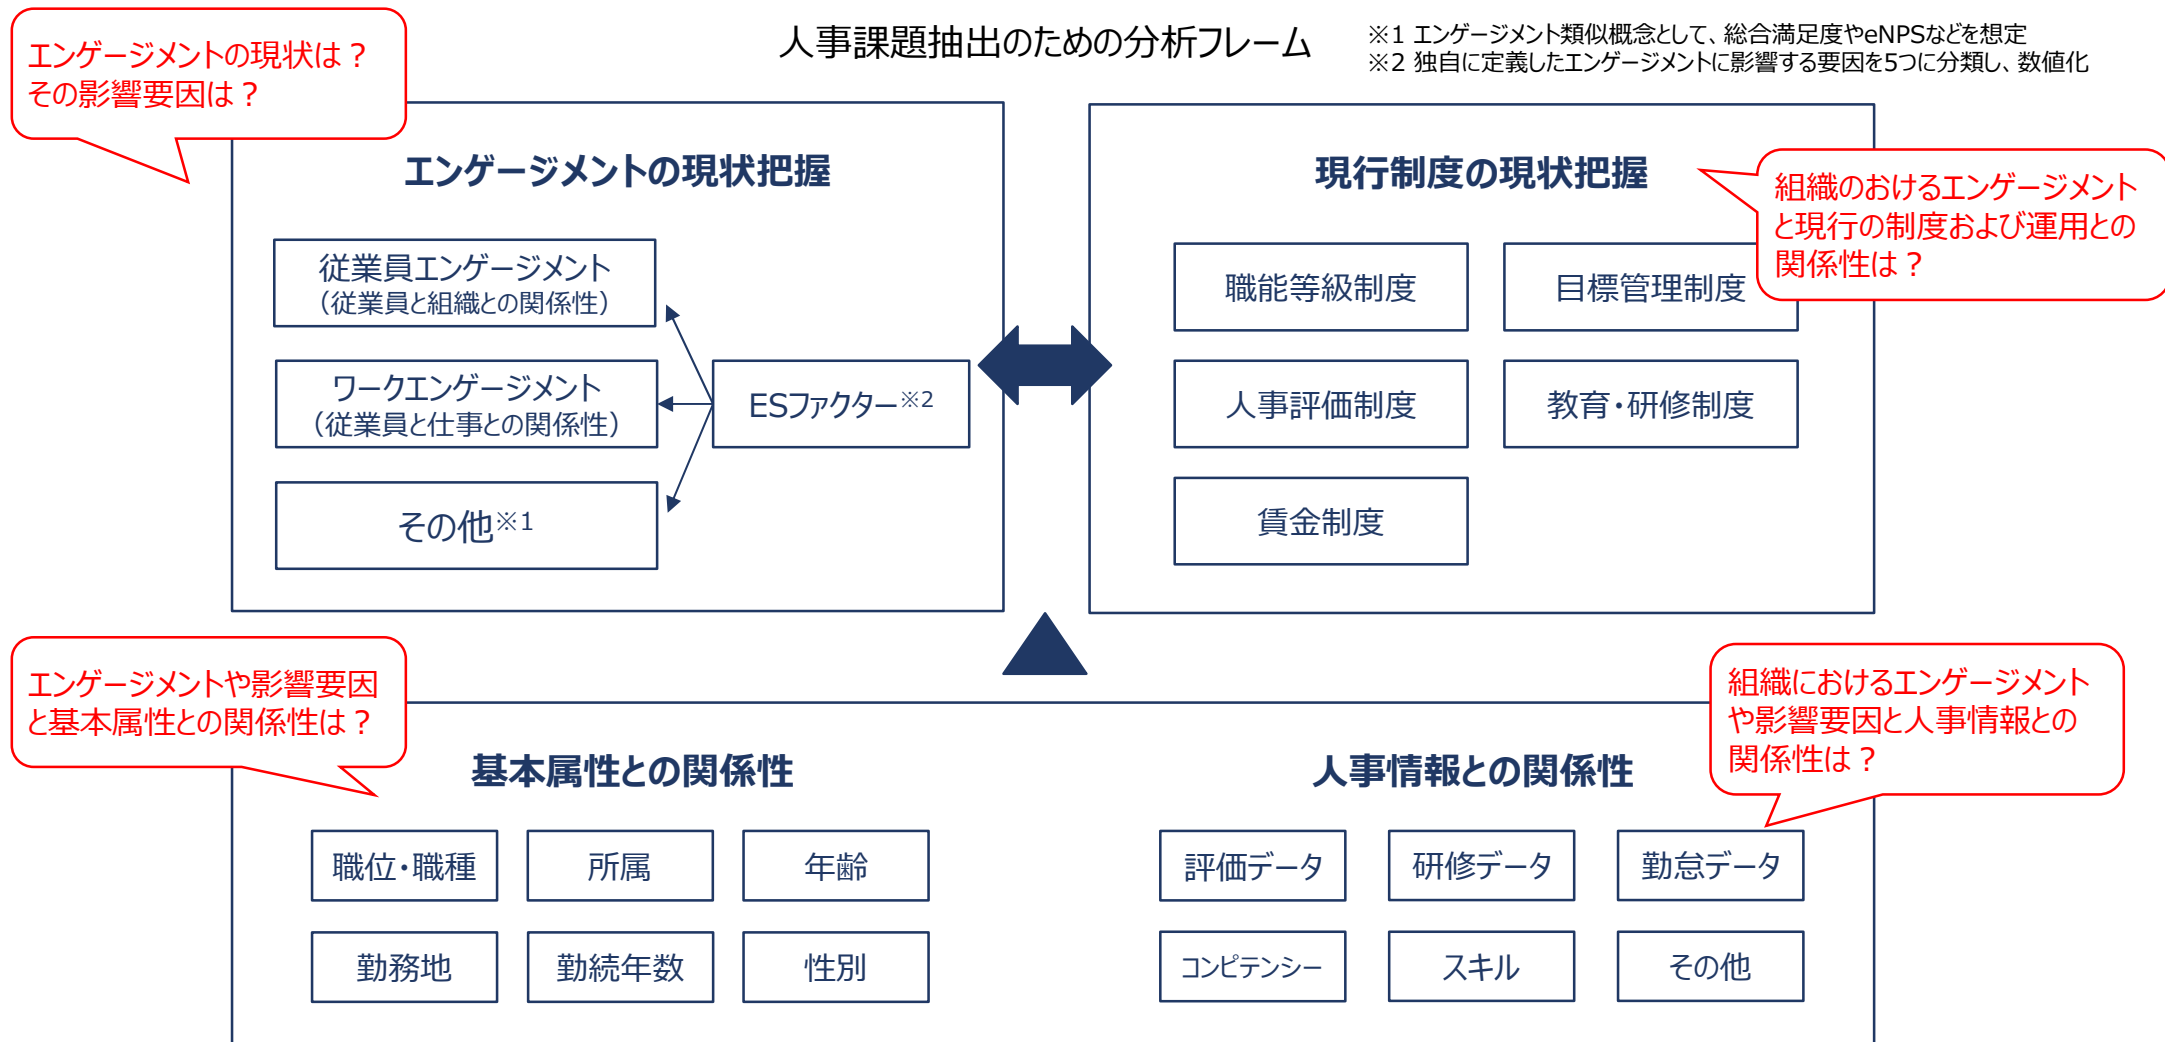 人事課題抽出のための分析フレーム
※1 エンゲージメント類似概念として、総合満足度やeNPSなどを想定
※2 独自に定義したエンゲージメントに影響する要因を5つに分類し、数値化
エンゲージメントの現状は？
その影響要因は？
エンゲージメントの現状把握
従業員エンゲージメント
（従業員と組織との関係性）
ワークエンゲージメント
（従業員と仕事との関係性）
その他※1
ESファクター※2
現行制度の現状把握
組織のおけるエンゲージメント
と現行の制度および運用との
関係性は？
職能等級制度
目標管理制度
人事評価制度
教育・研修制度
賃金制度
エンゲージメントや影響要因
と基本属性との関係性は？
基本属性との関係性
職位・職種
所属
年齢
勤務地
勤続年数
性別
人事情報との関係性
組織におけるエンゲージメント
や影響要因と人事情報との
関係性は？
評価データ
研修データ
勤怠データ
コンピテンシー
スキル
その他